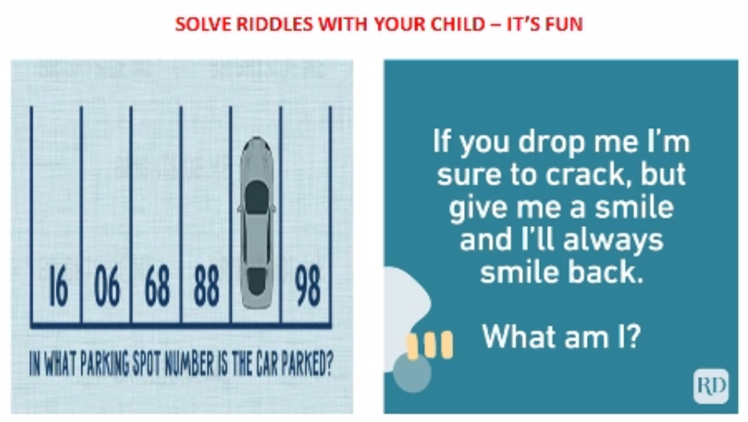 SOLVE RIDDLES WITH YOUR CHILD – IT'S FUN
16 06 68 88 98
IN WHAT PARKING SPOT NUMBER IS THE CAR PARKED?
If you drop me I'm
sure to crack, but
give me a smile
and I'll always
smile back.
What am I?
RD